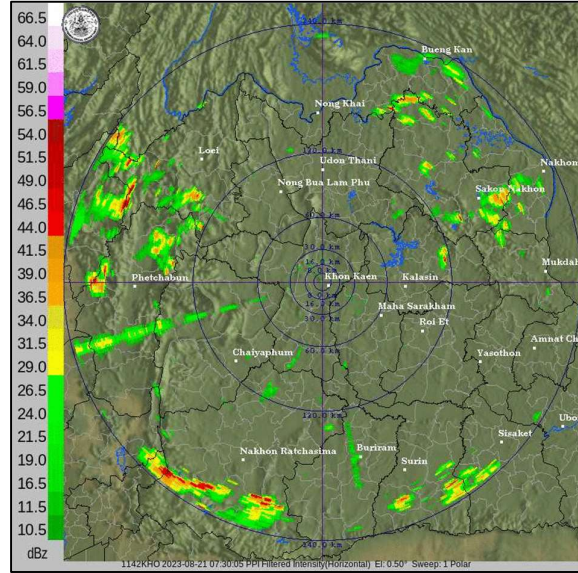 66.5
64.0
61.5
59.0
56.5
54.0
51.5
49.0
46.5
44.0
41.5
39.0
36.5
34.0
31.5
29.0
26.5
24.0
21.5
19.0
16.5
11.5
10.5
dBz
Bueng Kan
Nong Khai
Loei
Udon Thani
Nakhon
Nong Bua Lam Phu
Sakon Nakhon
Mukdah
Phetchabun
Khon Kaen
Kalasin
Maha Sarakham
Roi Et
Amnat Ch
Chaiyaphum
Yasothon
Ubo
Sisaket
Nakhon Ratchasima
Buriram
Surin
1142KHO 2023-08-21 07:30:05 PPI Filtered Intensity(Horizontal) El: 0.50° Sweep: 1 Polar